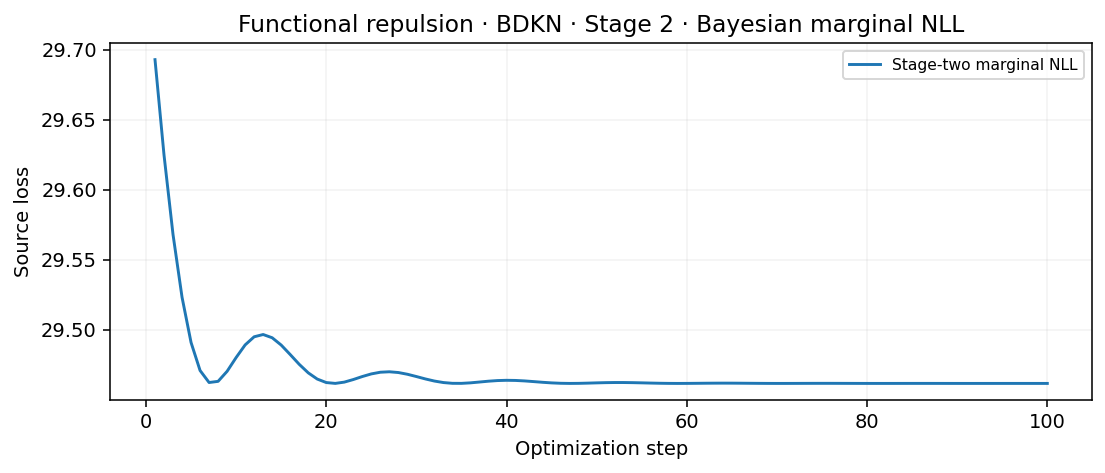 Functional repulsion · BDKN · Stage 2 · Bayesian marginal NLL
Stage-two marginal NLL
29.70
29.65
29.60
29.55
29.50
Source loss
0 20 40 60 80 100
Optimization step